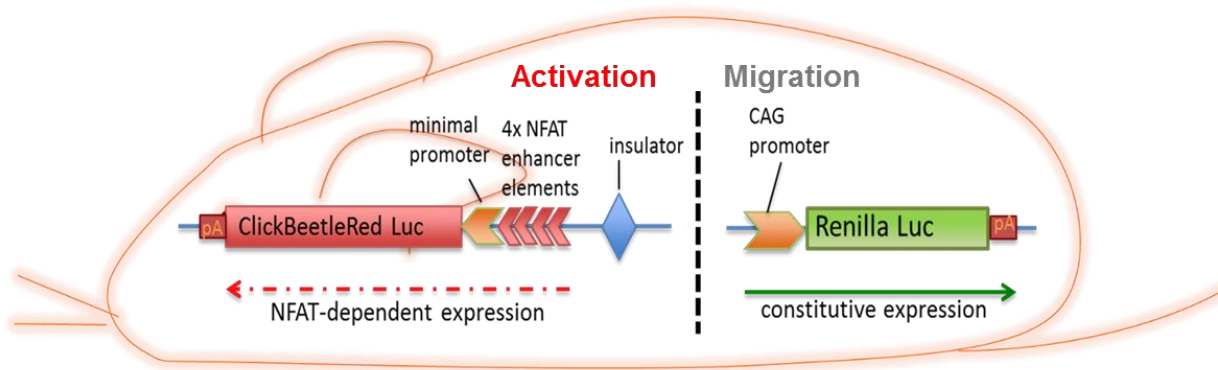 Activation
Migration
minimal
promoter
4x NFAT
enhancer
elements
insulator
CAG
promoter
pA
ClickBeetleRed Luc
Renilla Luc
pA
NFAT-dependent expression
constitutive expression